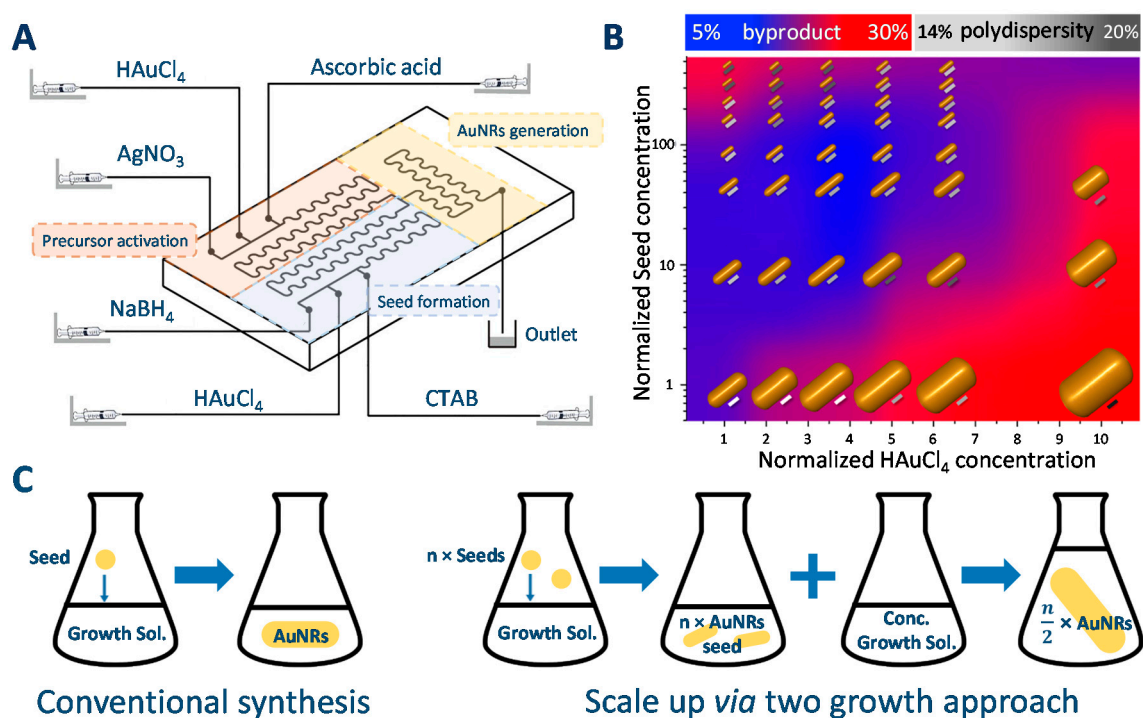 A
HAuCl4
Ascorbic acid
AgNO3
AuNRs generation
Precursor activation
NaBH4
Seed formation
Outlet
HAuCl4
CTAB
B
5% byproduct 30%
14% polydispersity 20%
Normalized Seed concentration
100
10
1
1 2 3 4 5 6 7 8 9 10
Normalized HAuCl4 concentration
C
Seed
Growth Sol.
AuNRs
Conventional synthesis
n × Seeds
Growth Sol.
n × AuNRs
seed
Conc.
Growth Sol.
n/2 × AuNRs
Scale up via two growth approach